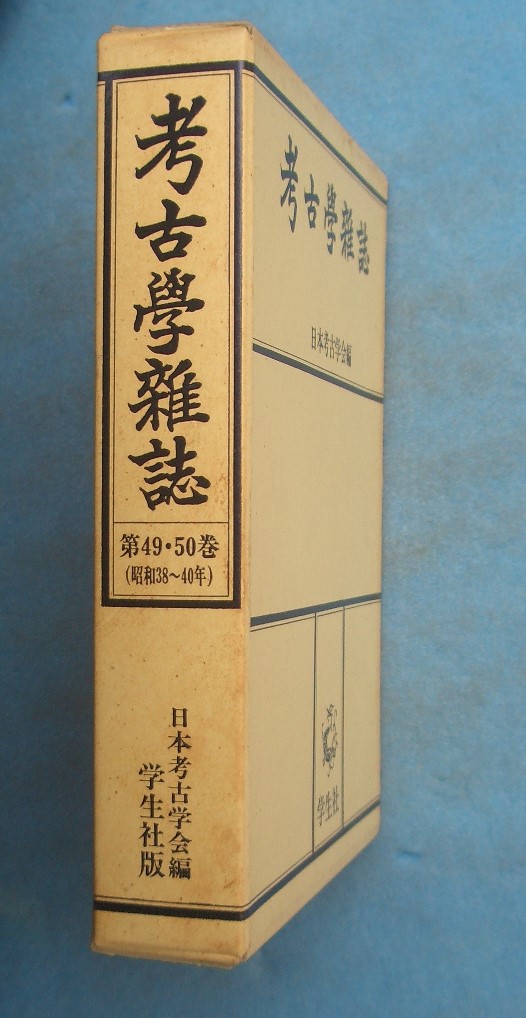 考古學雜誌
第49・50巻
(昭和38～40年)
日本考古学会編
学生社版
考古學雜誌
日本考古学会編
学生社